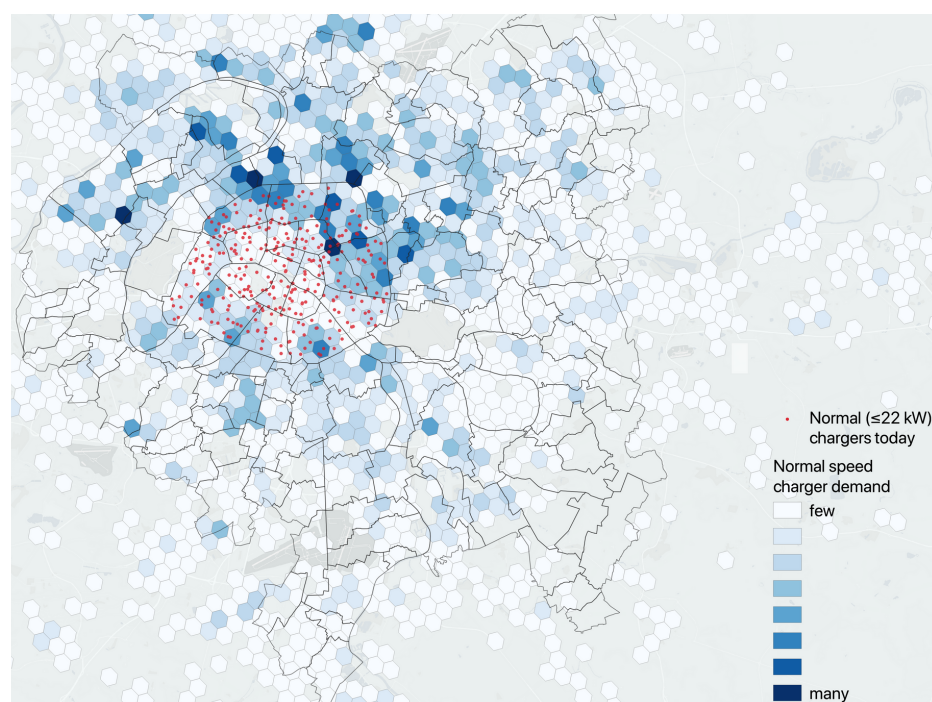 Normal (≤22 kW)
chargers today
Normal speed
charger demand
few
many